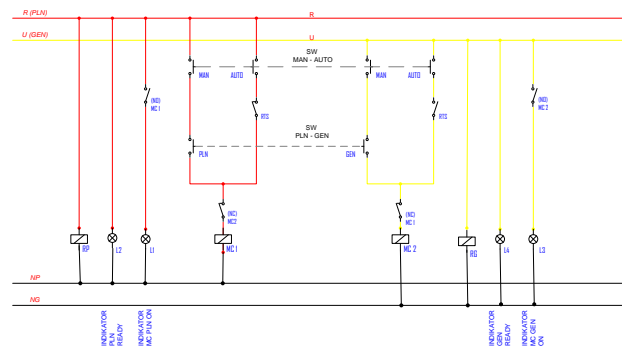 R (PLN)
R
U (GEN)
U
SW
MAN - AUTO
MAN
AUTO
MAN
AUTO
(NO)
MC 1
(NO)
MC 2
RTS
RTS
SW
PLN - GEN
PLN
GEN
(NC)
MC2
(NC)
MC 1
RP
L2
L1
MC 1
MC 2
RG
L4
L3
NP
NG
INDIKATOR
PLN
READY
INDIKATOR
MC PLN ON
INDIKATOR
GEN
READY
INDIKATOR
MC GEN
ON